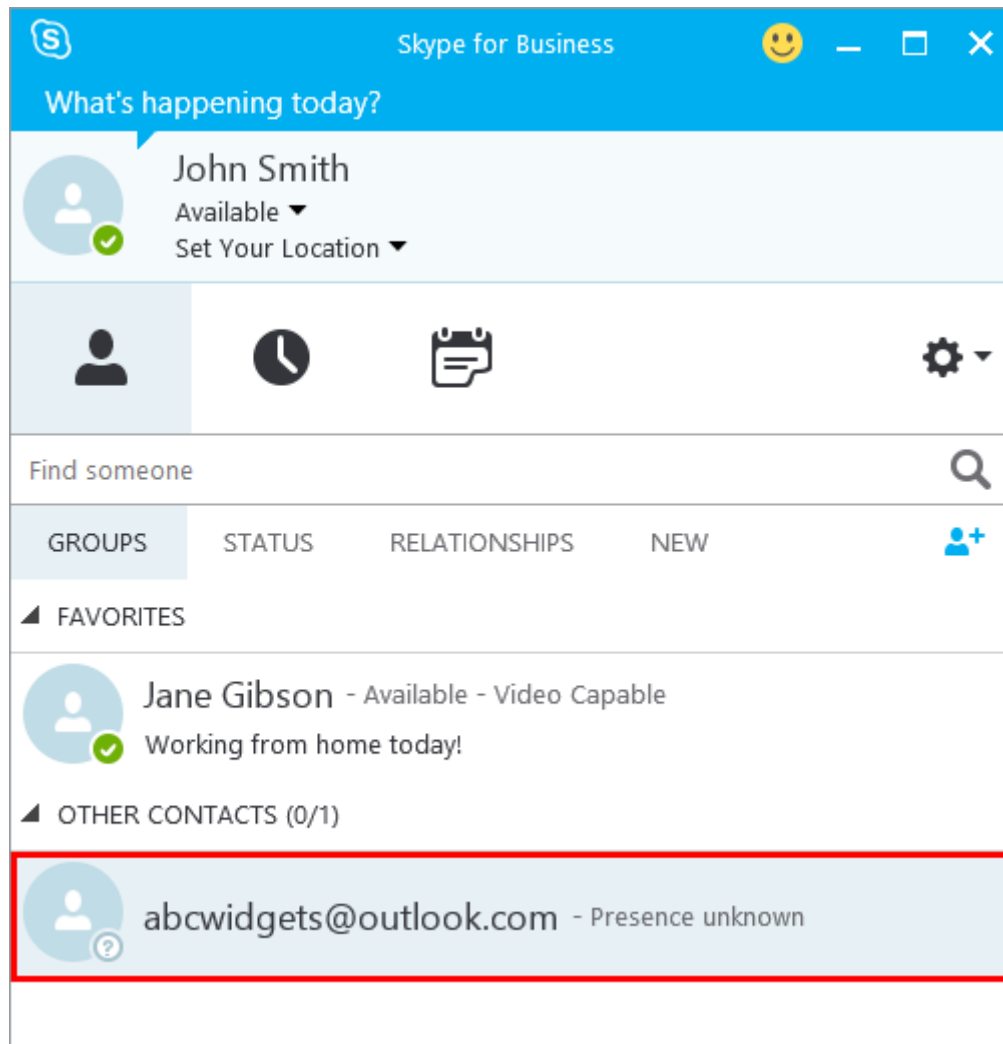 Skype for Business
What's happening today?
John Smith
Available
Set Your Location
Find someone
GROUPS STATUS RELATIONSHIPS NEW
FAVORITES
Jane Gibson - Available - Video Capable
Working from home today!
OTHER CONTACTS (0/1)
abcwidgets@outlook.com - Presence unknown